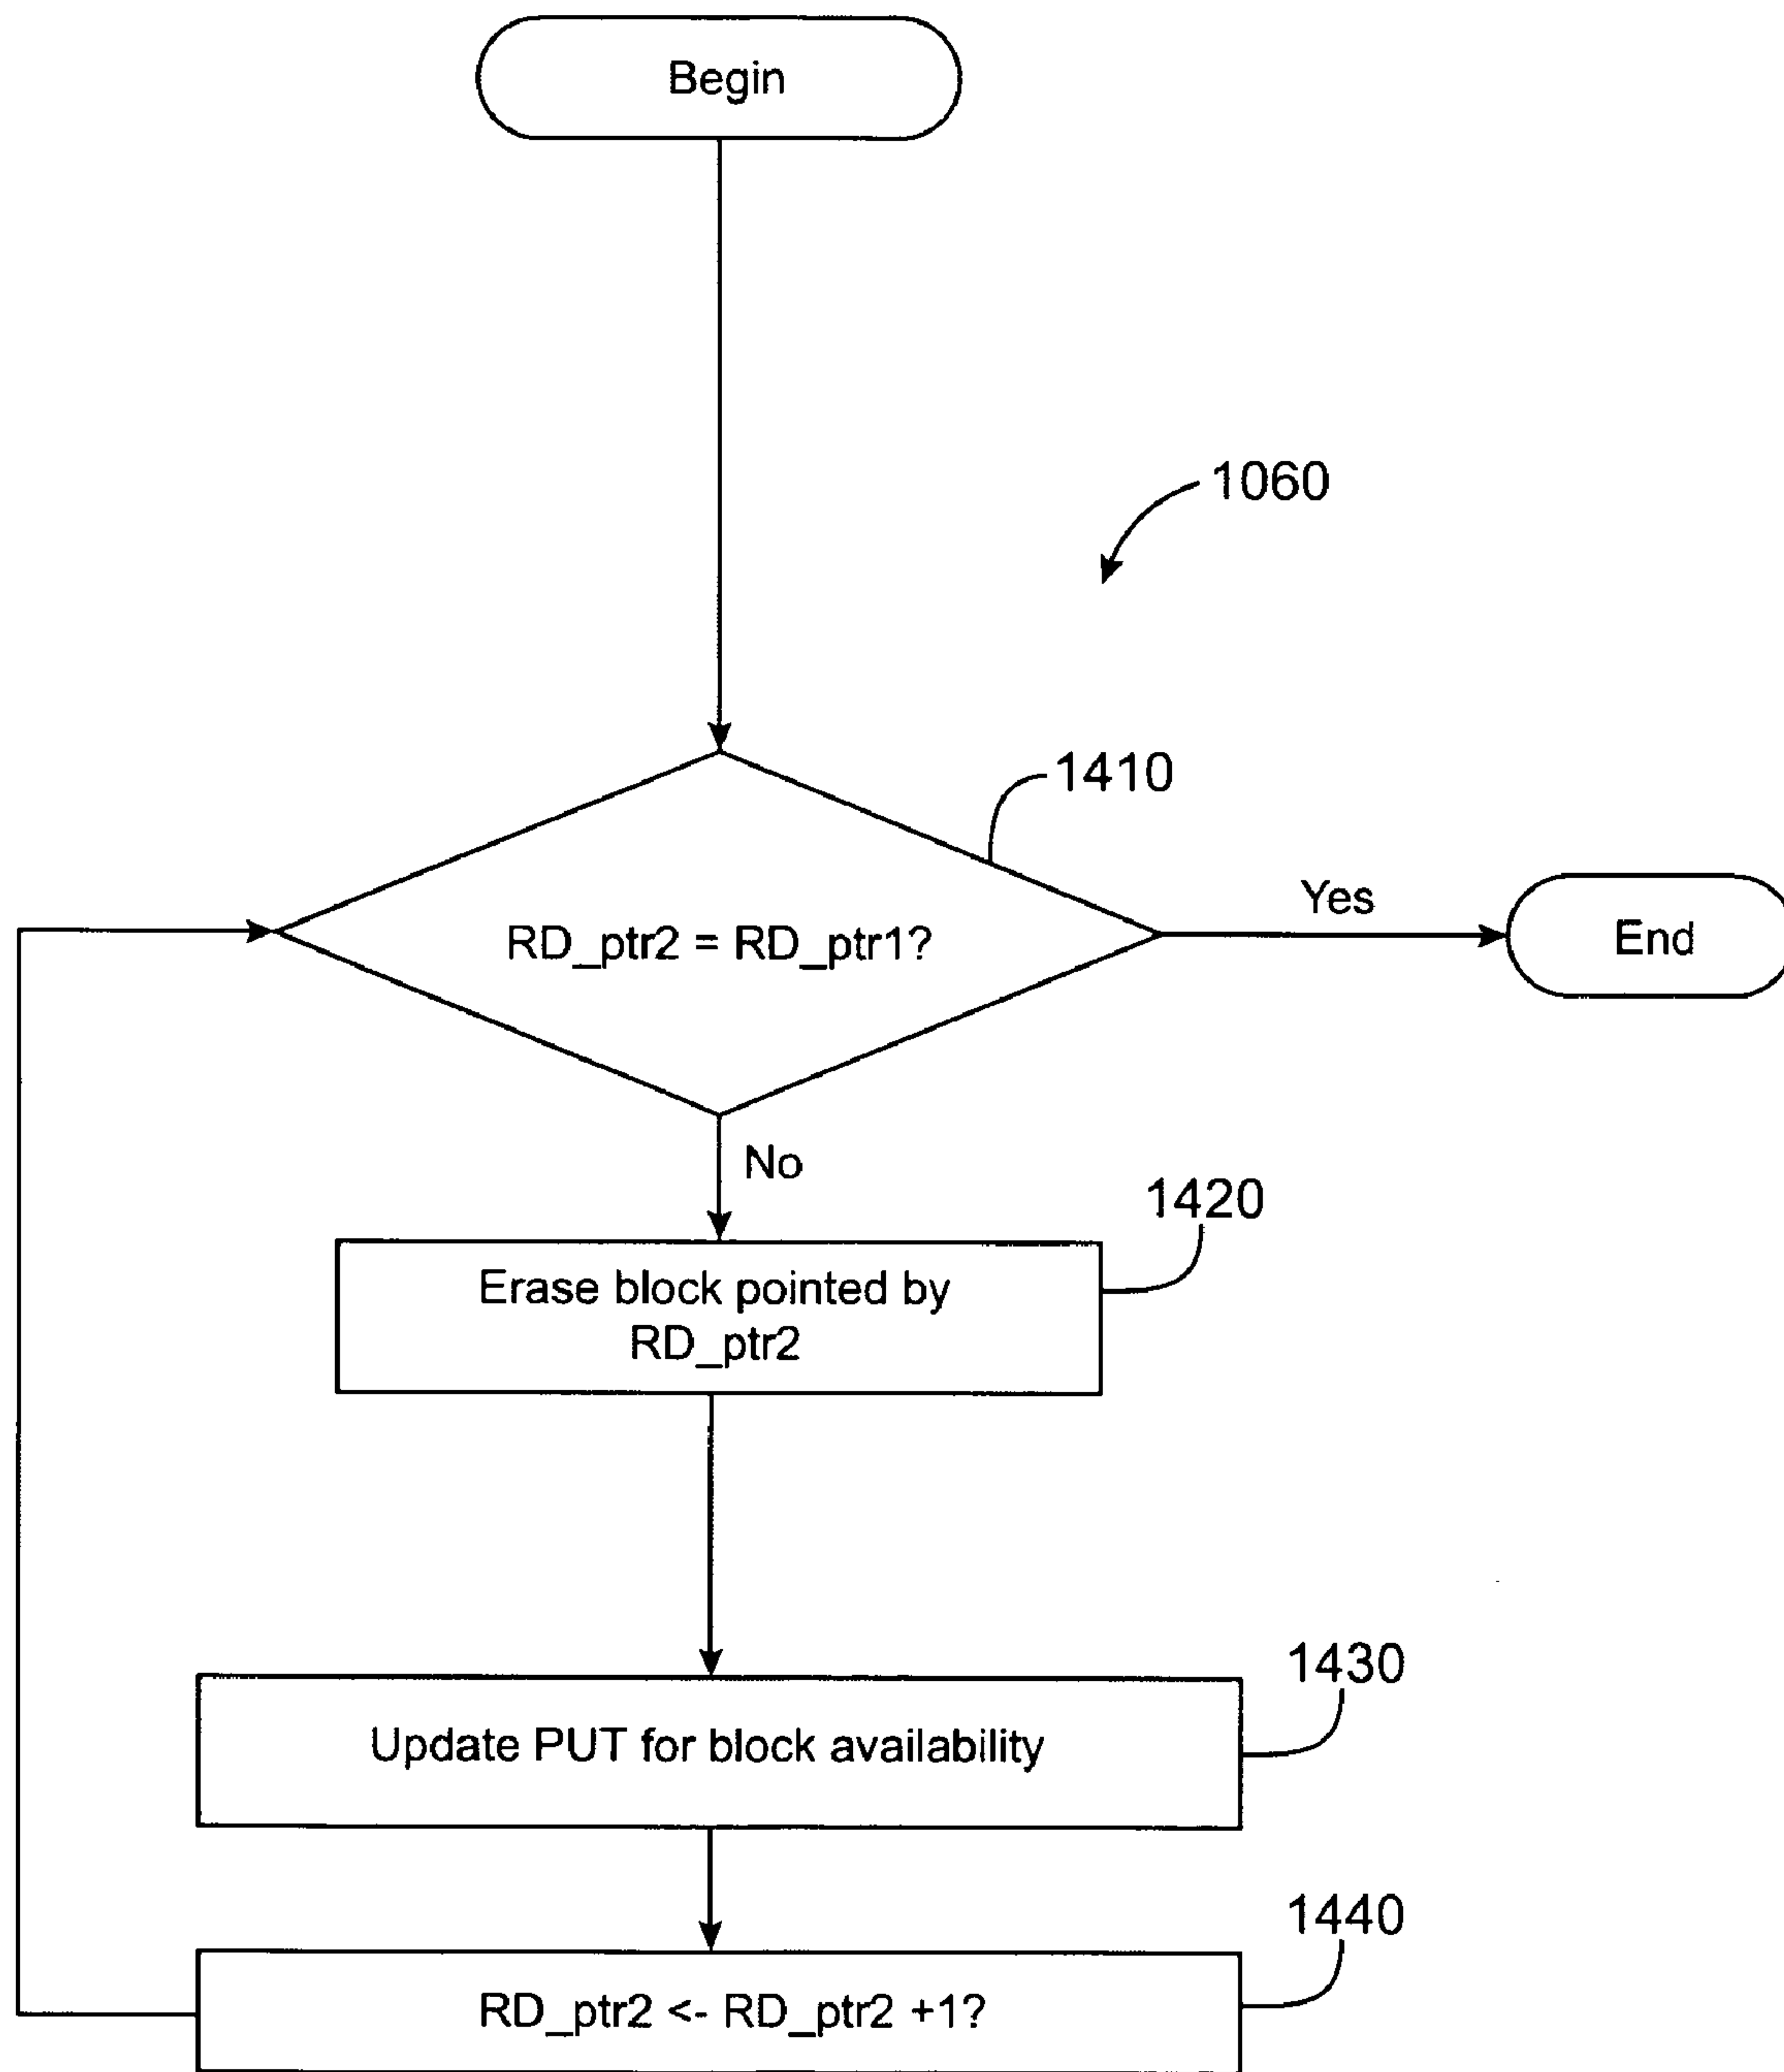 Begin
1060
1410
RD_ptr2 = RD_ptr1?
Yes
End
No
1420
Erase block pointed by
RD_ptr2
1430
Update PUT for block availability
1440
RD_ptr2 <- RD_ptr2 +1?